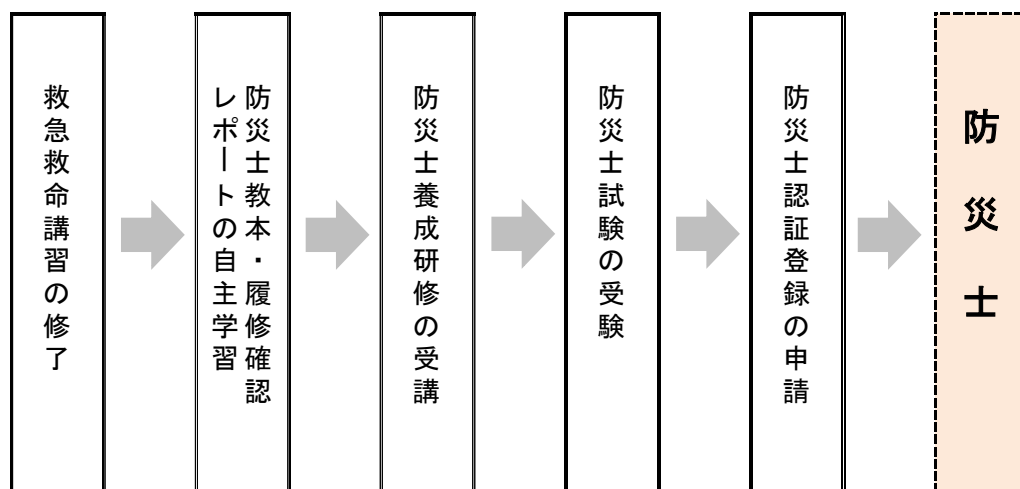 救急救命講習の修了
防災士教本・履修確認
レポートの自主学習
防災士養成研修の受講
防災士試験の受験
防災士認証登録の申請
防災士